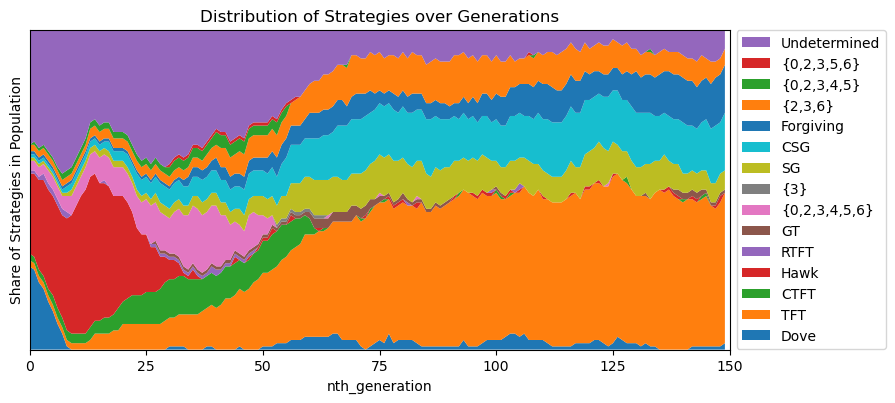 Distribution of Strategies over Generations
Share of Strategies in Population
0
25
50
75
100
125
150
nth_generation
Undetermined
{0,2,3,5,6}
{0,2,3,4,5}
{2,3,6}
Forgiving
CSG
SG
{3}
{0,2,3,4,5,6}
GT
RTFT
Hawk
CTFT
TFT
Dove